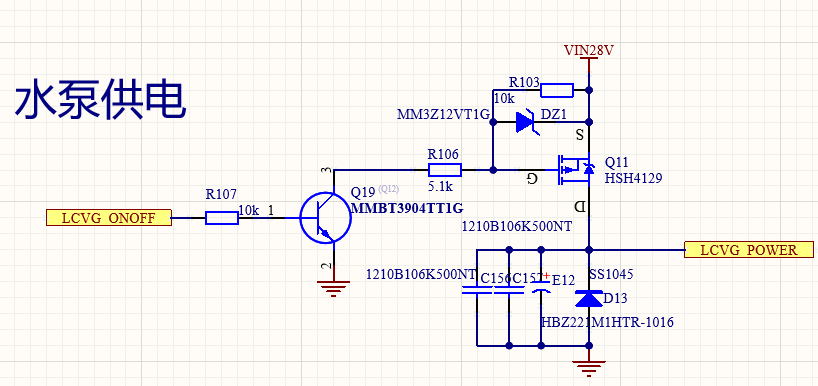 水泵供电
VIN28V
R103
10k
MM3Z12VT1G
DZ1
S
R106
Q11
HSH4129
G
5.1k
3
R107
Q19 (Q12)
D
LCVG_ONOFF
10k
1
MMBT3904TT1G
1210B106K500NT
LCVG_POWER
2
1210B106K500NT
C156
C157
+
E12
SS1045
D13
HBZ221M1HTR-1016